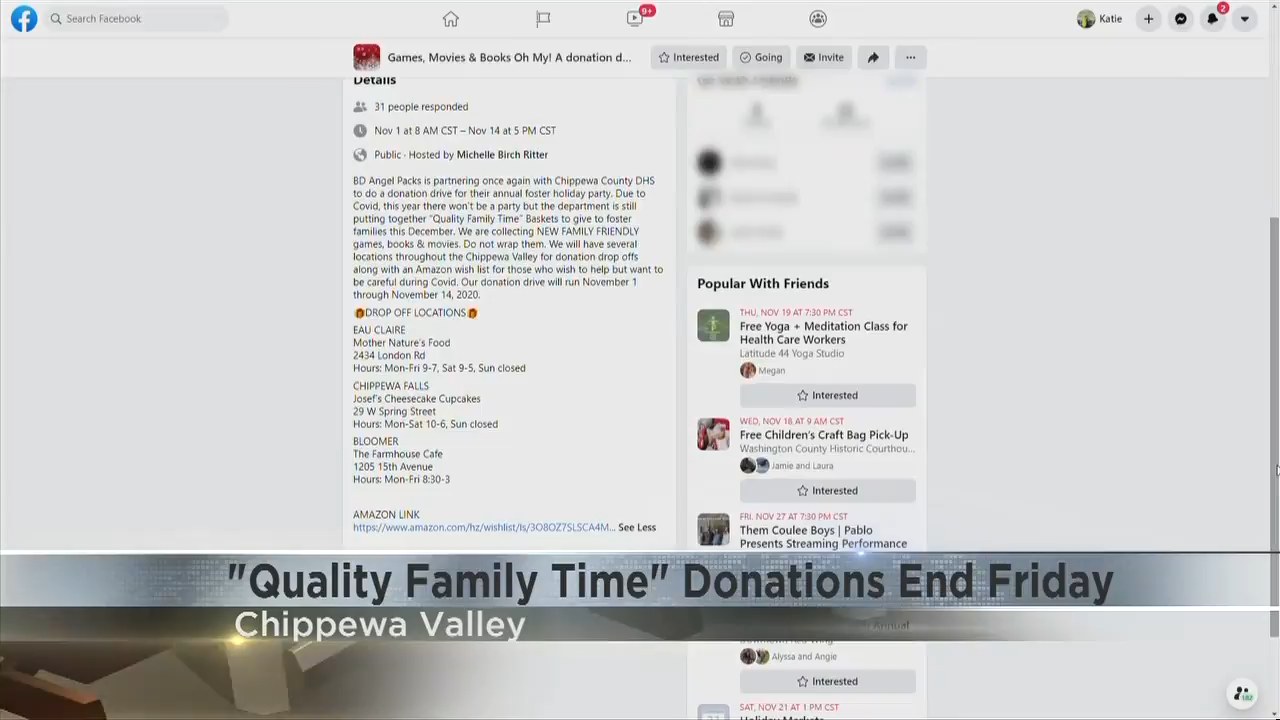 Search Facebook
9+
Katie
2
Games, Movies & Books Oh My! A donation d...
Interested
Going
Invite
Details
31 people responded
Nov 1 at 8 AM CST – Nov 14 at 5 PM CST
Public · Hosted by Michelle Birch Ritter
BD Angel Packs is partnering once again with Chippewa County DHS
to do a donation drive for their annual foster holiday party. Due to
Covid, this year there won't be a party but the department is still
putting together "Quality Family Time" Baskets to give to foster
families this December. We are collecting NEW FAMILY FRIENDLY
games, books & movies. Do not wrap them. We will have several
locations throughout the Chippewa Valley for donation drop offs
along with an Amazon wish list for those who wish to help but want to
be careful during Covid. Our donation drive will run November 1
through November 14, 2020.
DROP OFF LOCATIONS
EAU CLAIRE
Mother Nature's Food
2434 London Rd
Hours: Mon-Fri 9-7, Sat 9-5, Sun closed
CHIPPEWA FALLS
Josef's Cheesecake Cupcakes
29 W Spring Street
Hours: Mon-Sat 10-6, Sun closed
BLOOMER
The Farmhouse Cafe
1205 15th Avenue
Hours: Mon-Fri 8:30-3
AMAZON LINK
https://www.amazon.com/hz/wishlist/ls/3O8OZ7SLSCA4M... See Less
Popular With Friends
THU, NOV 19 AT 7:30 PM CST
Free Yoga + Meditation Class for
Health Care Workers
Latitude 44 Yoga Studio
Megan
Interested
WED, NOV 18 AT 9 AM CST
Free Children's Craft Bag Pick-Up
Washington County Historic Courthou...
Jamie and Laura
Interested
FRI, NOV 27 AT 7:30 PM CST
Them Coulee Boys | Pablo
Presents Streaming Performance
"Quality Family Time" Donations End Friday
Chippewa Valley
Annual
Alyssa and Angie
Interested
SAT, NOV 21 AT 1 PM CST
Holiday Markets